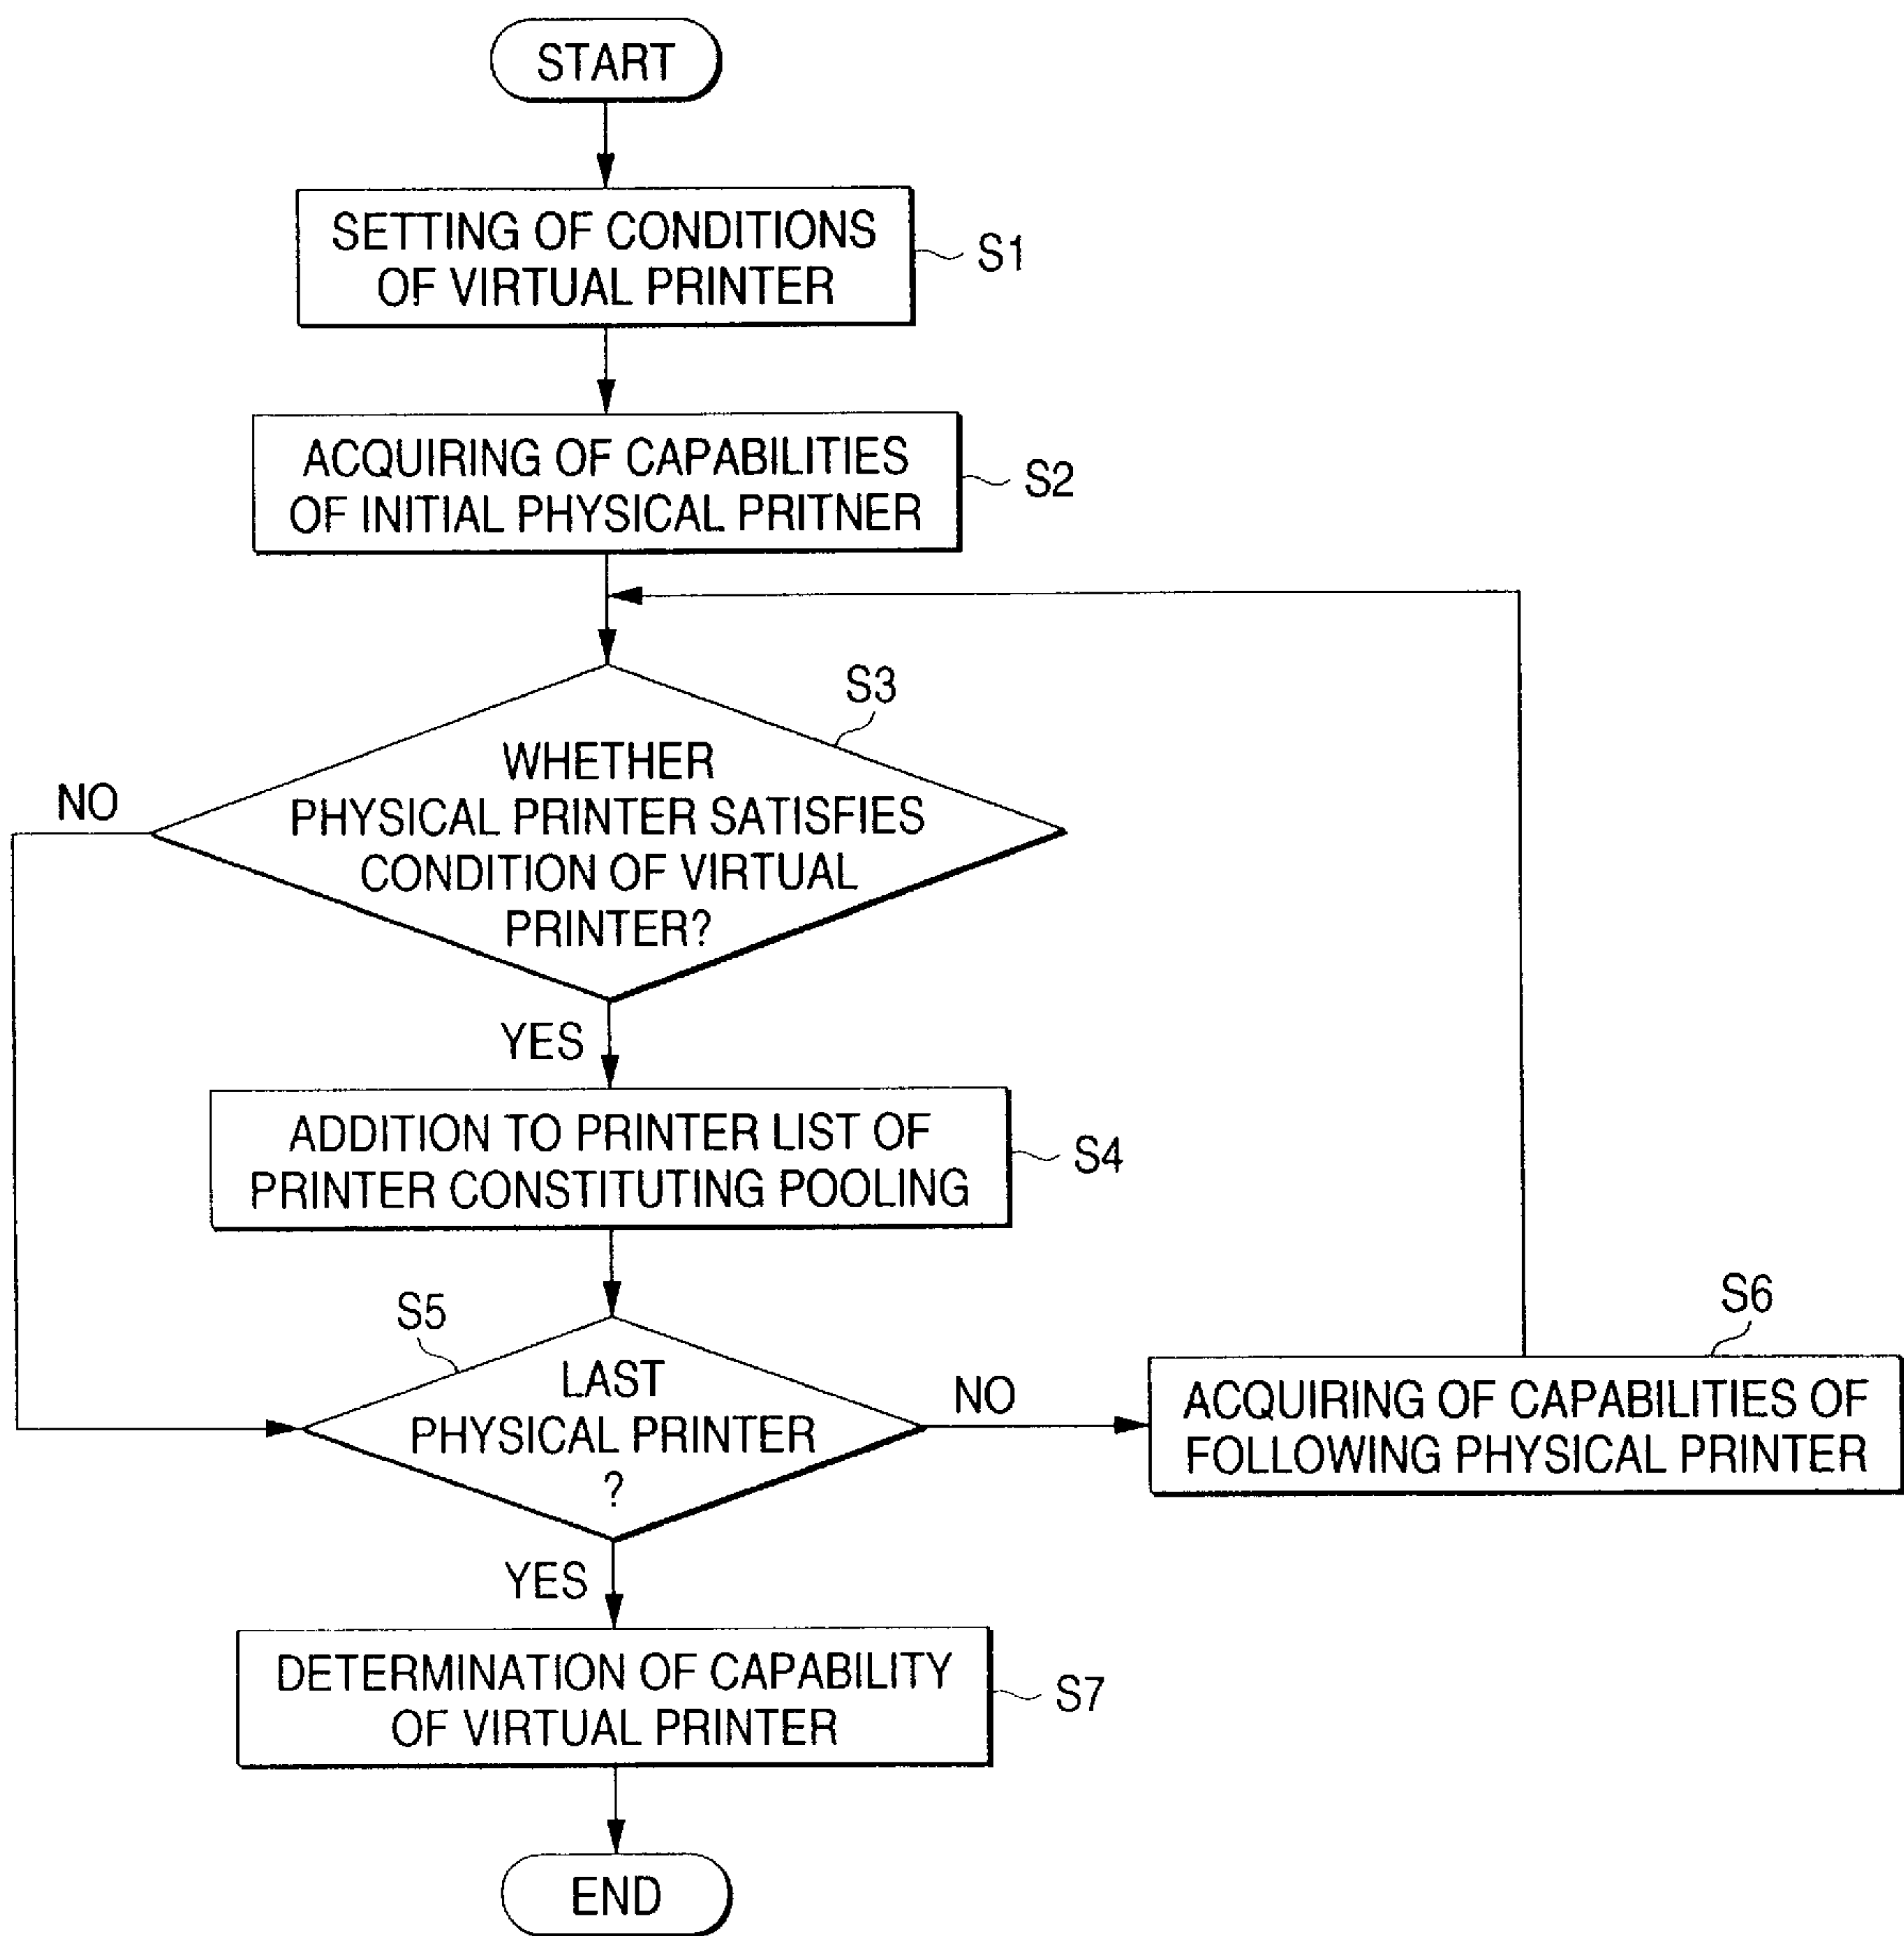 START
SETTING OF CONDITIONS
OF VIRTUAL PRINTER
S1
ACQUIRING OF CAPABILITIES
OF INITIAL PHYSICAL PRITNER
S2
S3
WHETHER
PHYSICAL PRINTER SATISFIES
CONDITION OF VIRTUAL
PRINTER?
NO
YES
ADDITION TO PRINTER LIST OF
PRINTER CONSTITUTING POOLING
S4
S5
LAST
PHYSICAL PRINTER
?
NO
S6
ACQUIRING OF CAPABILITIES OF
FOLLOWING PHYSICAL PRINTER
YES
DETERMINATION OF CAPABILITY
OF VIRTUAL PRINTER
S7
END